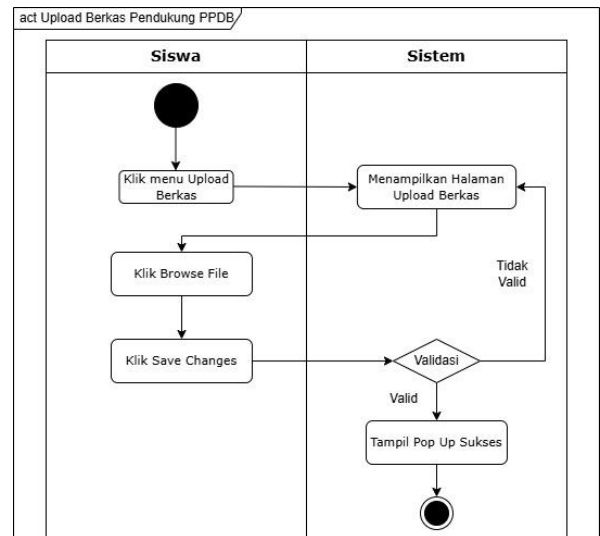 act Upload Berkas Pendukung PPDB
Siswa
Sistem
Klik menu Upload
Berkas
Menampilkan Halaman
Upload Berkas
Klik Browse File
Tidak
Valid
Klik Save Changes
Validasi
Valid
Tampil Pop Up Sukses